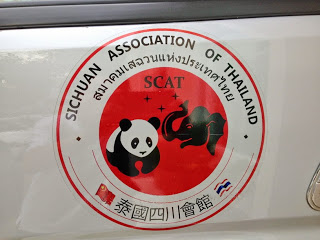 SICHUAN ASSOCIATION OF THAILAND
สมาคมเสฉวนแห่งประเทศไทย
SCAT
泰國四川會館